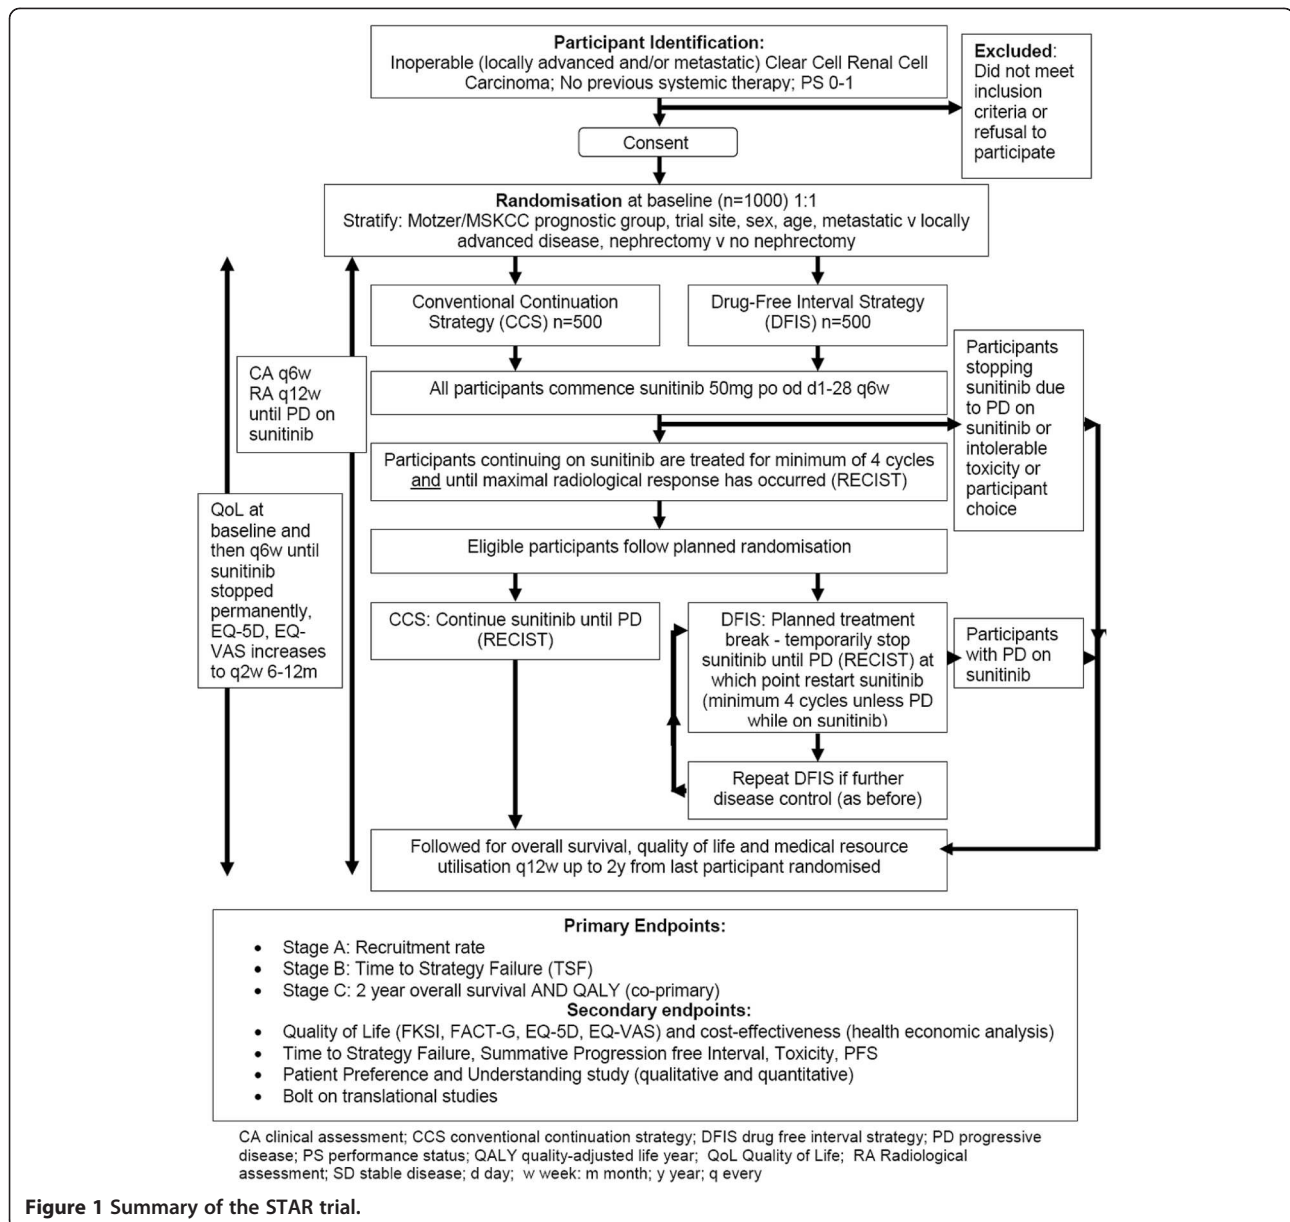 Participant Identification:
Inoperable (locally advanced and/or metastatic) Clear Cell Renal Cell
Carcinoma; No previous systemic therapy; PS 0-1
Excluded:
Did not meet
inclusion
criteria or
refusal to
participate
Consent
Randomisation at baseline (n=1000) 1:1
Stratify: Motzer/MSKCC prognostic group, trial site, sex, age, metastatic v locally
advanced disease, nephrectomy v no nephrectomy
Conventional Continuation
Strategy (CCS) n=500
Drug-Free Interval Strategy
(DFIS) n=500
CA q6w
RA q12w
until PD on
sunitinib
All participants commence sunitinib 50mg po od d1-28 q6w
Participants
stopping
sunitinib due
to PD on
sunitinib or
intolerable
toxicity or
participant
choice
Participants continuing on sunitinib are treated for minimum of 4 cycles
and until maximal radiological response has occurred (RECIST)
QoL at
baseline and
then q6w until
sunitinib
stopped
permanently,
EQ-5D, EQ-
VAS increases
to q2w 6-12m
Eligible participants follow planned randomisation
CCS: Continue sunitinib until PD
(RECIST)
DFIS: Planned treatment
break - temporarily stop
sunitinib until PD (RECIST) at
which point restart sunitinib
(minimum 4 cycles unless PD
while on sunitinib)
Participants
with PD on
sunitinib
Repeat DFIS if further
disease control (as before)
Followed for overall survival, quality of life and medical resource
utilisation q12w up to 2y from last participant randomised
Primary Endpoints:
• Stage A: Recruitment rate
• Stage B: Time to Strategy Failure (TSF)
• Stage C: 2 year overall survival AND QALY (co-primary)
Secondary endpoints:
• Quality of Life (FKSI, FACT-G, EQ-5D, EQ-VAS) and cost-effectiveness (health economic analysis)
• Time to Strategy Failure, Summative Progression free Interval, Toxicity, PFS
• Patient Preference and Understanding study (qualitative and quantitative)
• Bolt on translational studies
CA clinical assessment; CCS conventional continuation strategy; DFIS drug free interval strategy; PD progressive
disease; PS performance status; QALY quality-adjusted life year; QoL Quality of Life; RA Radiological
assessment; SD stable disease; d day; w week: m month; y year; q every
Figure 1 Summary of the STAR trial.